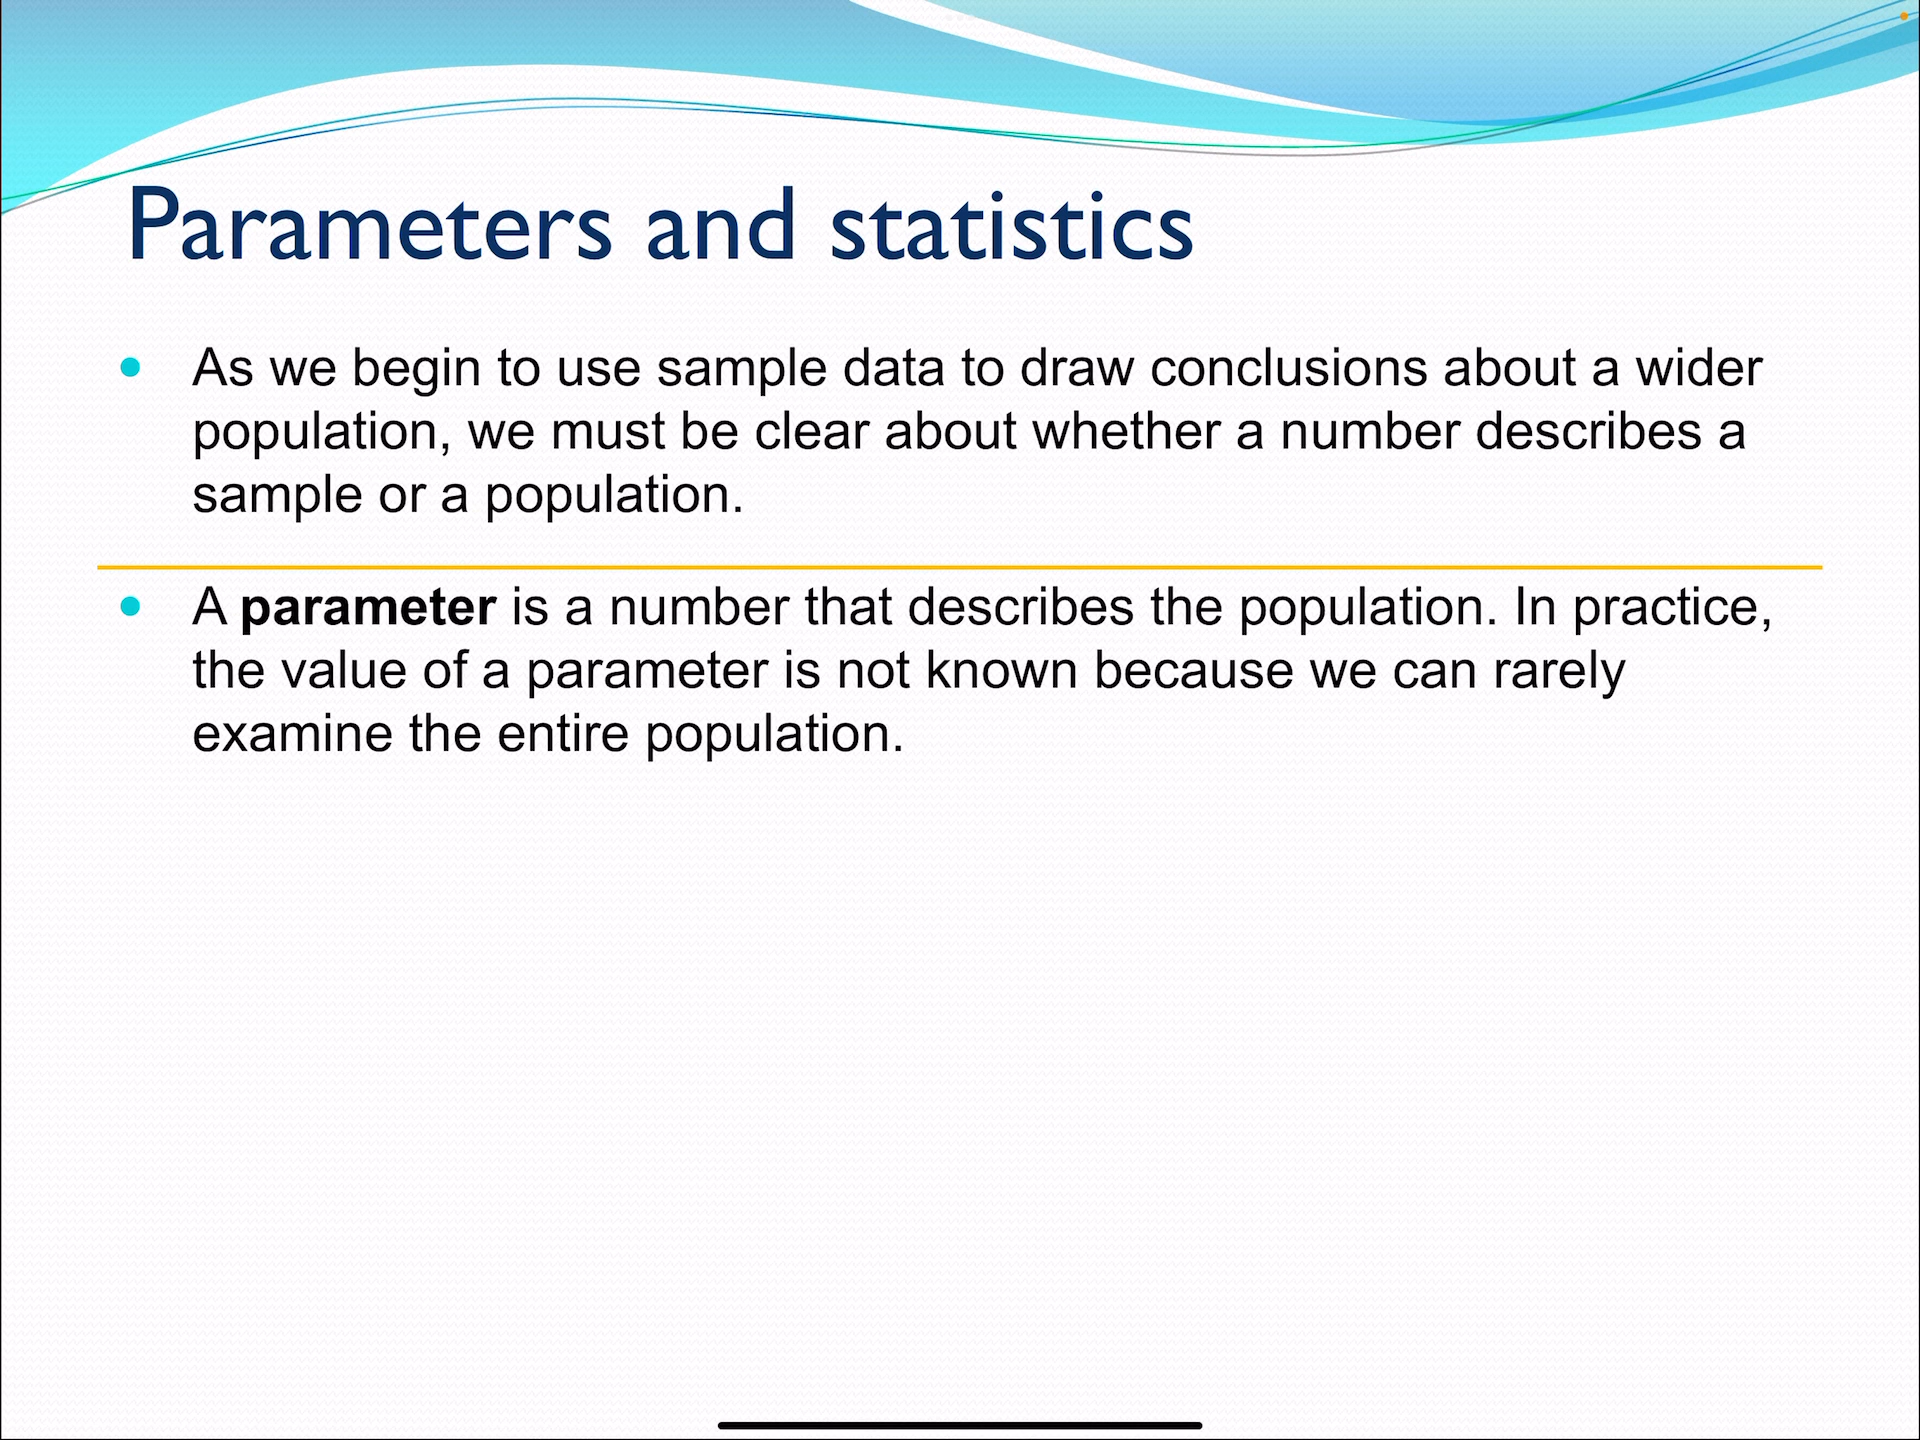 Parameters and statistics
As we begin to use sample data to draw conclusions about a wider
population, we must be clear about whether a number describes a
sample or a population.
A parameter is a number that describes the population. In practice,
the value of a parameter is not known because we can rarely
examine the entire population.